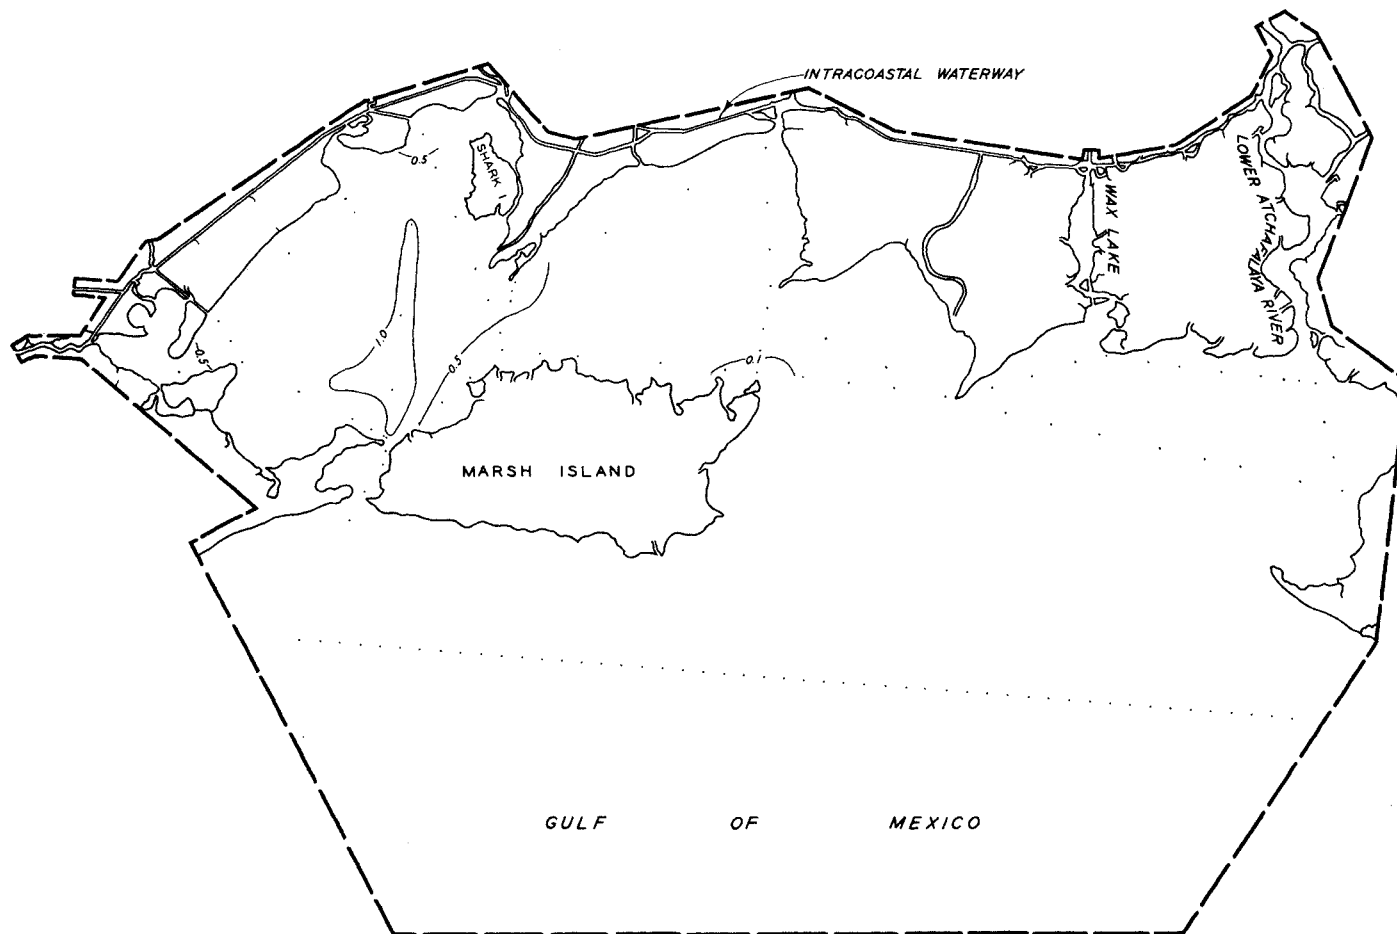 INTRACOASTAL WATERWAY
0.5
SHARK I.
WAX LAKE
LOWER ATCHAFALAYA RIVER
1.0
0.5
0.5
0.1
MARSH ISLAND
GULF OF MEXICO